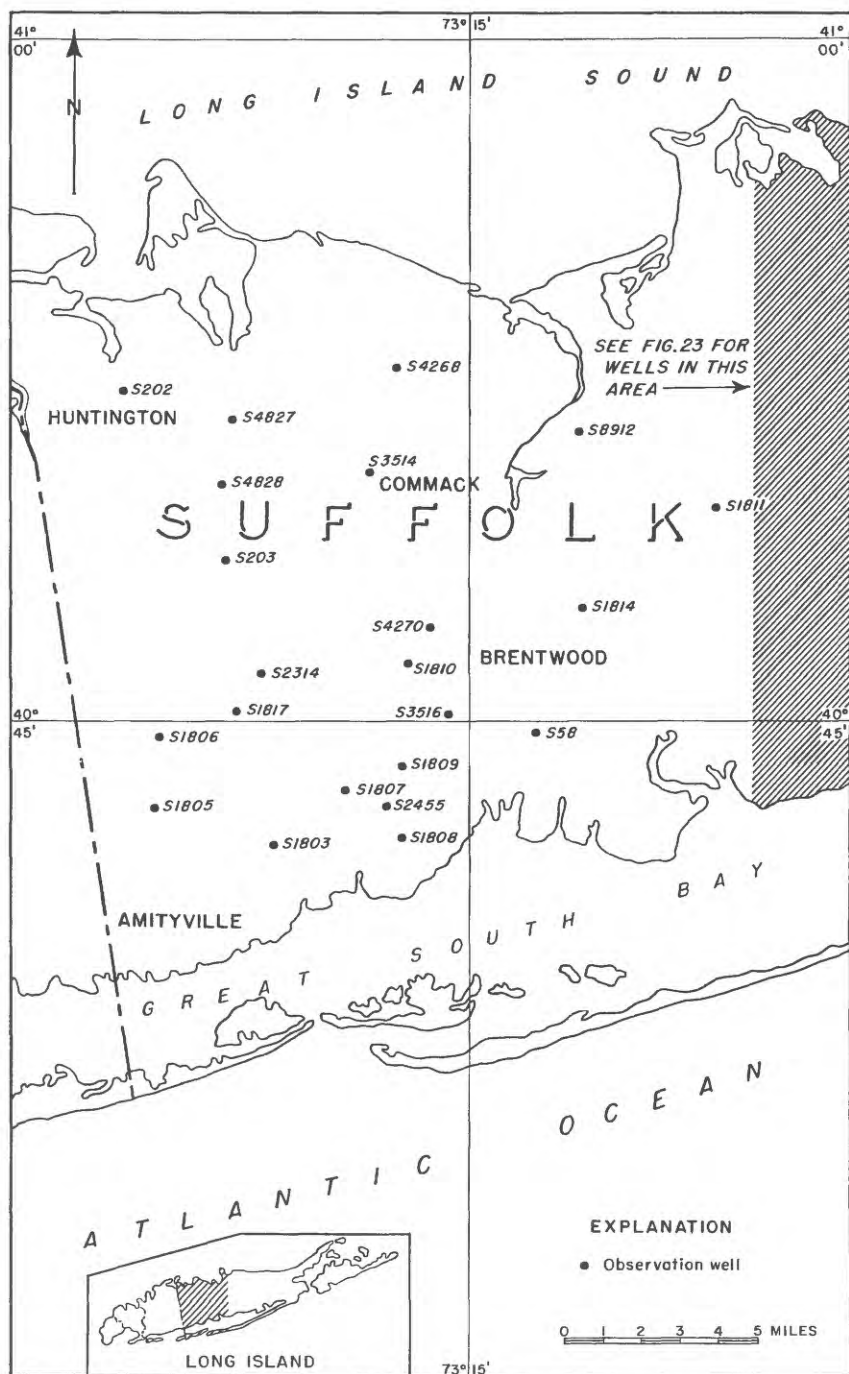 73° 15'
41° 00'
41° 00'
N
LONG ISLAND SOUND
SEE FIG. 23 FOR
WELLS IN THIS
AREA
S4268
S202
HUNTINGTON
S4827
S8912
S3514
COMMACK
S4828
S1811
SUFFOLK
S203
S1814
S4270
BRENTWOOD
S1810
S2314
S1817
S3516
40° 45'
40° 45'
S58
S1806
S1809
S1807
S1805
S2455
S1808
S1803
AMITYVILLE
GREAT SOUTH BAY
ATLANTIC OCEAN
EXPLANATION
Observation well
0 1 2 3 4 5 MILES
LONG ISLAND
73° 15'